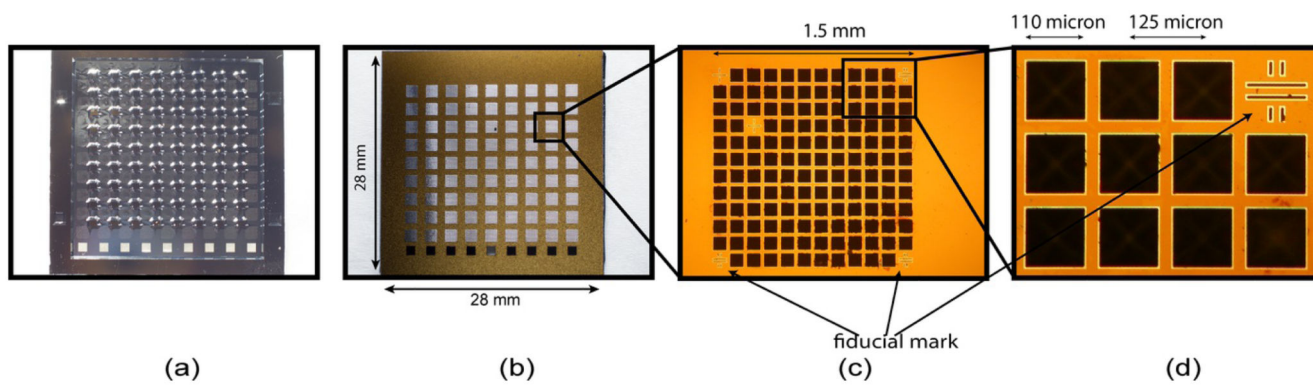 110 micron
125 micron
1.5 mm
28 mm
28 mm
fiducial mark
(a)
(b)
(c)
(d)